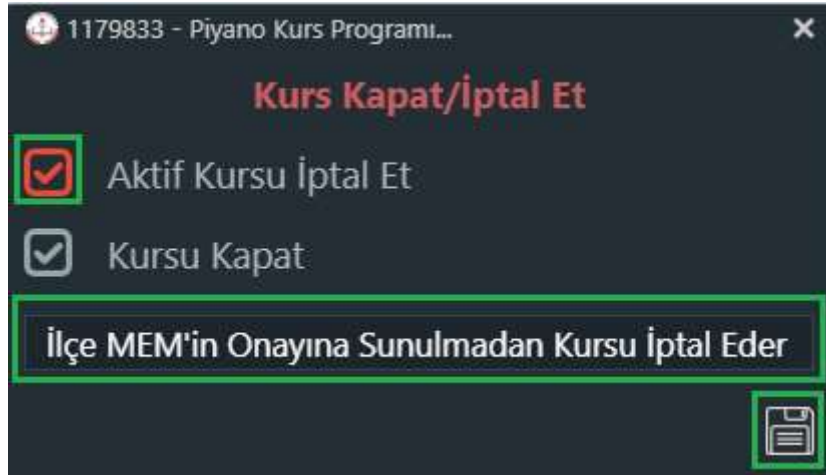 1179833 - Piyano Kurs Programı...
Kurs Kapat/İptal Et
Aktif Kursu İptal Et
Kursu Kapat
İlçe MEM'in Onayına Sunulmadan Kursu İptal Eder